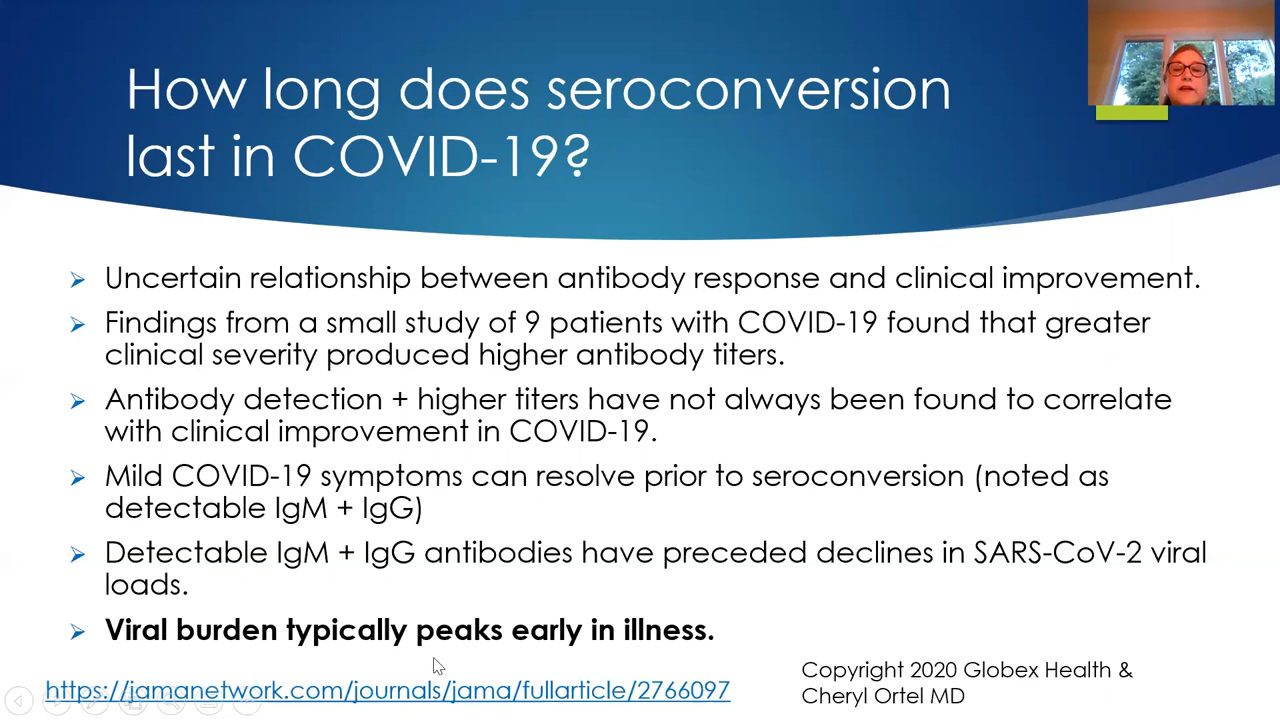 How long does seroconversion
last in COVID-19?
Uncertain relationship between antibody response and clinical improvement.
Findings from a small study of 9 patients with COVID-19 found that greater
clinical severity produced higher antibody titers.
Antibody detection + higher titers have not always been found to correlate
with clinical improvement in COVID-19.
Mild COVID-19 symptoms can resolve prior to seroconversion (noted as
detectable IgM + IgG)
Detectable IgM + IgG antibodies have preceded declines in SARS-CoV-2 viral
loads.
Viral burden typically peaks early in illness.
https://jamanetwork.com/journals/jama/fullarticle/2766097
Copyright 2020 Globex Health &
Cheryl Ortel MD